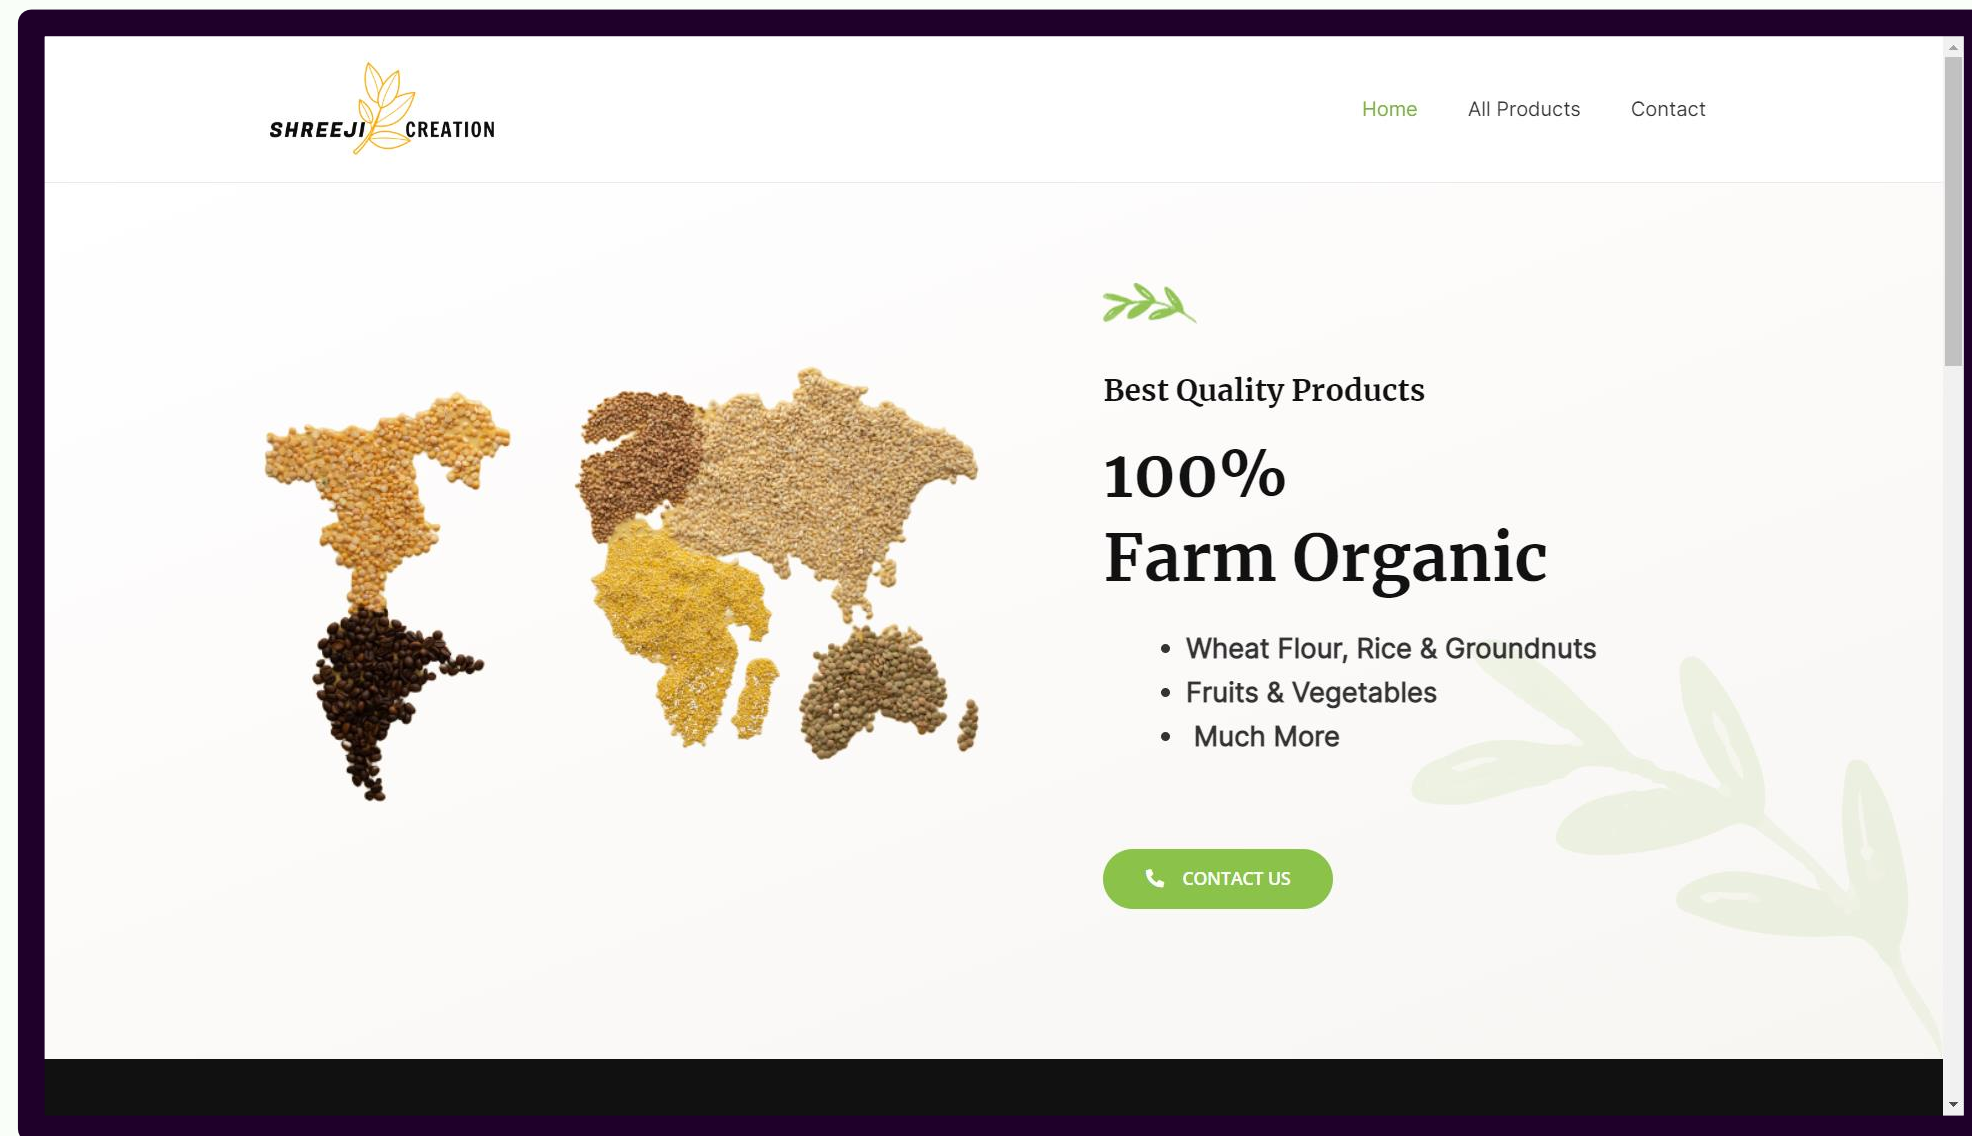 SHREEJI CREATION
Home All Products Contact
Best Quality Products
100%
Farm Organic
• Wheat Flour, Rice & Groundnuts
• Fruits & Vegetables
• Much More
CONTACT US